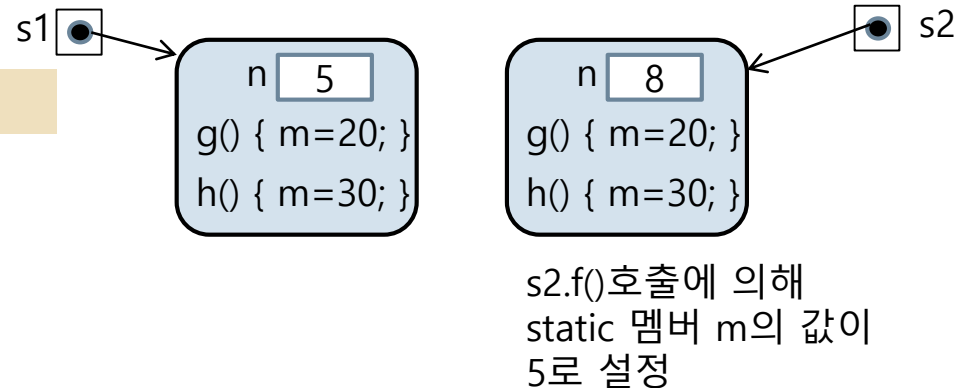 s1
s2
n 5
g() { m=20; }
h() { m=30; }
n 8
g() { m=20; }
h() { m=30; }
s2.f()호출에 의해
static 멤버 m의 값이
5로 설정